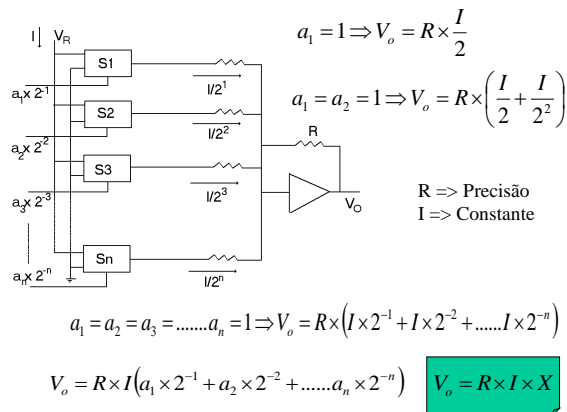 I V_R
S1
a_1 x 2^-1
I/2^1
S2
a_2 x 2^-2
I/2^2
S3
a_3 x 2^-3
I/2^3
R
V_O
Sn
a_n x 2^-n
I/2^n
a_1 = 1 ⇒ V_o = R × I/2
a_1 = a_2 = 1 ⇒ V_o = R × (I/2 + I/2^2)
R => Precisão
I => Constante
a_1 = a_2 = a_3 = .......a_n = 1 ⇒ V_o = R × (I × 2^-1 + I × 2^-2 + ......I × 2^-n)
V_o = R × I(a_1 × 2^-1 + a_2 × 2^-2 + ......a_n × 2^-n)
V_o = R × I × X